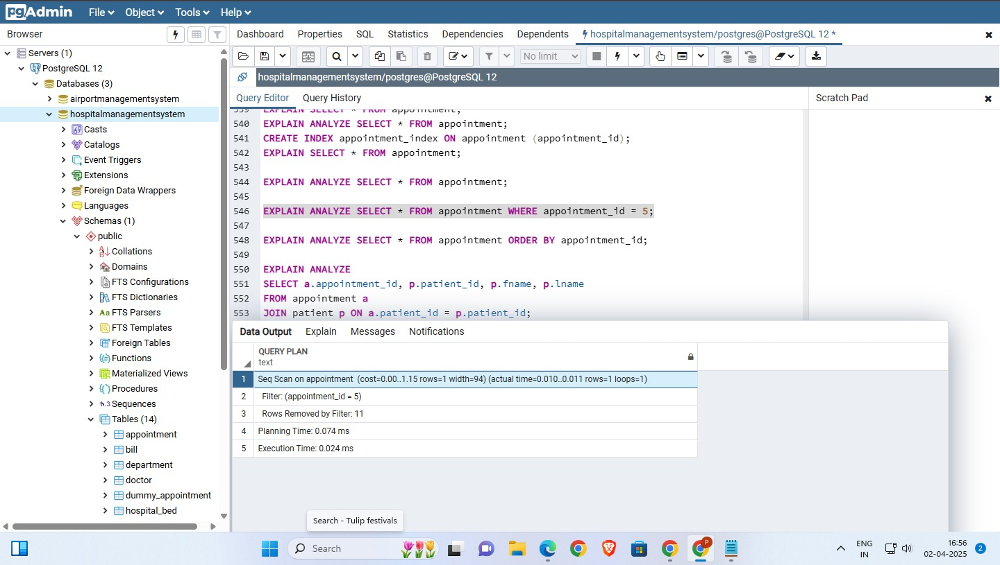 pgAdmin File Object Tools Help
Browser
Dashboard Properties SQL Statistics Dependencies Dependents hospitalmanagementsystem/postgres@PostgreSQL 12 *
No limit
hospitalmanagementsystem/postgres@PostgreSQL 12
Query Editor Query History
Scratch Pad
Servers (1)
PostgreSQL 12
Databases (3)
airportmanagementsystem
hospitalmanagementsystem
Casts
Catalogs
Event Triggers
Extensions
Foreign Data Wrappers
Languages
Schemas (1)
public
Collations
Domains
FTS Configurations
FTS Dictionaries
Aa FTS Parsers
FTS Templates
Foreign Tables
Functions
Materialized Views
Procedures
1..3 Sequences
Tables (14)
appointment
bill
department
doctor
dummy_appointment
hospital_bed
539 EXPLAIN SELECT * FROM appointment;
540 EXPLAIN ANALYZE SELECT * FROM appointment;
541 CREATE INDEX appointment_index ON appointment (appointment_id);
542 EXPLAIN SELECT * FROM appointment;
543
544 EXPLAIN ANALYZE SELECT * FROM appointment;
545
546 EXPLAIN ANALYZE SELECT * FROM appointment WHERE appointment_id = 5;
547
548 EXPLAIN ANALYZE SELECT * FROM appointment ORDER BY appointment_id;
549
550 EXPLAIN ANALYZE
551 SELECT a.appointment_id, p.patient_id, p.fname, p.lname
552 FROM appointment a
553 JOIN patient p ON a.patient_id = p.patient_id;
Data Output Explain Messages Notifications
QUERY PLAN
text
1 Seq Scan on appointment (cost=0.00..1.15 rows=1 width=94) (actual time=0.010..0.011 rows=1 loops=1)
2 Filter: (appointment_id = 5)
3 Rows Removed by Filter: 11
4 Planning Time: 0.074 ms
5 Execution Time: 0.024 ms
Search - Tulip festivals
Search
P
ENG
IN
16:56
02-04-2025
2